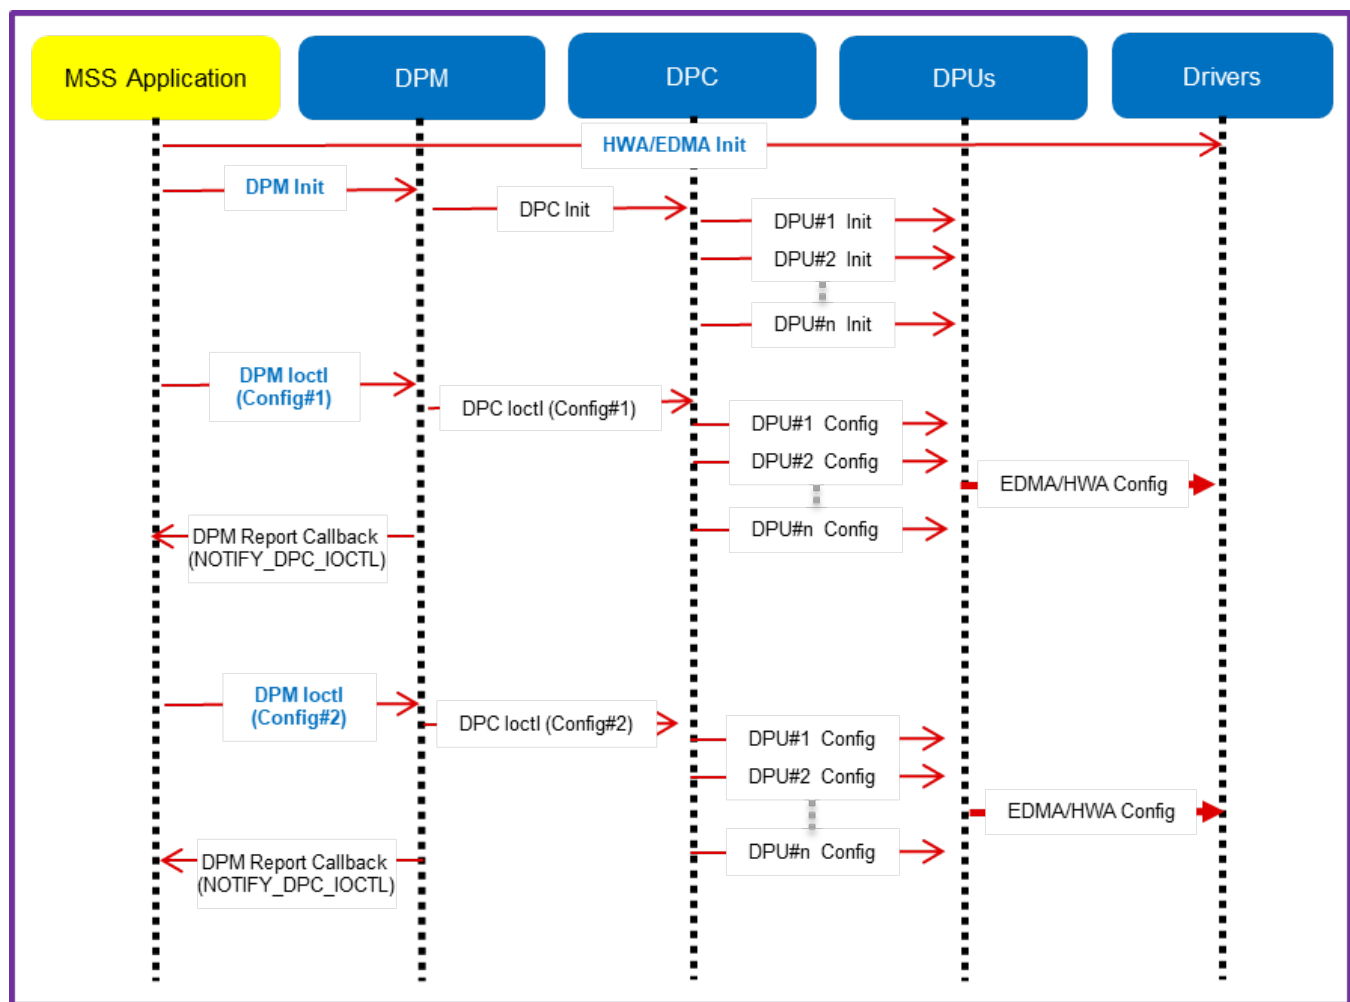 MSS Application
DPM
DPC
DPUs
Drivers
HWA/EDMA Init
DPM Init
DPC Init
DPU#1 Init
DPU#2 Init
DPU#n Init
DPM Ioctl
(Config#1)
DPC Ioctl (Config#1)
DPU#1 Config
DPU#2 Config
EDMA/HWA Config
DPU#n Config
DPM Report Callback
(NOTIFY_DPC_IOCTL)
DPM Ioctl
(Config#2)
DPC Ioctl (Config#2)
DPU#1 Config
DPU#2 Config
EDMA/HWA Config
DPU#n Config
DPM Report Callback
(NOTIFY_DPC_IOCTL)